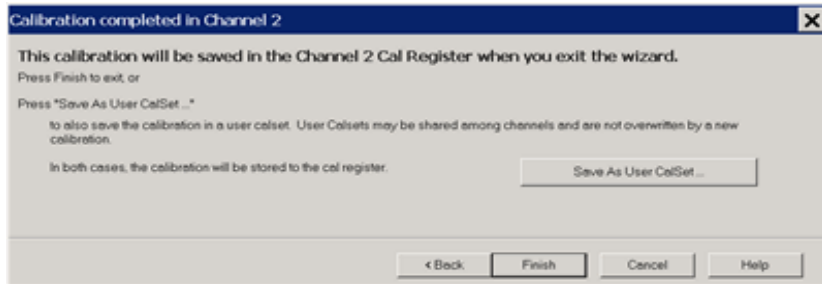 Calibration completed in Channel 2
This calibration will be saved in the Channel 2 Cal Register when you exit the wizard.
Press Finish to exit, or
Press "Save As User CalSet ..."
to also save the calibration in a user calset. User Calsets may be shared among channels and are not overwritten by a new
calibration.
In both cases, the calibration will be stored to the cal register.
Save As User CalSet ...
< Back
Finish
Cancel
Help